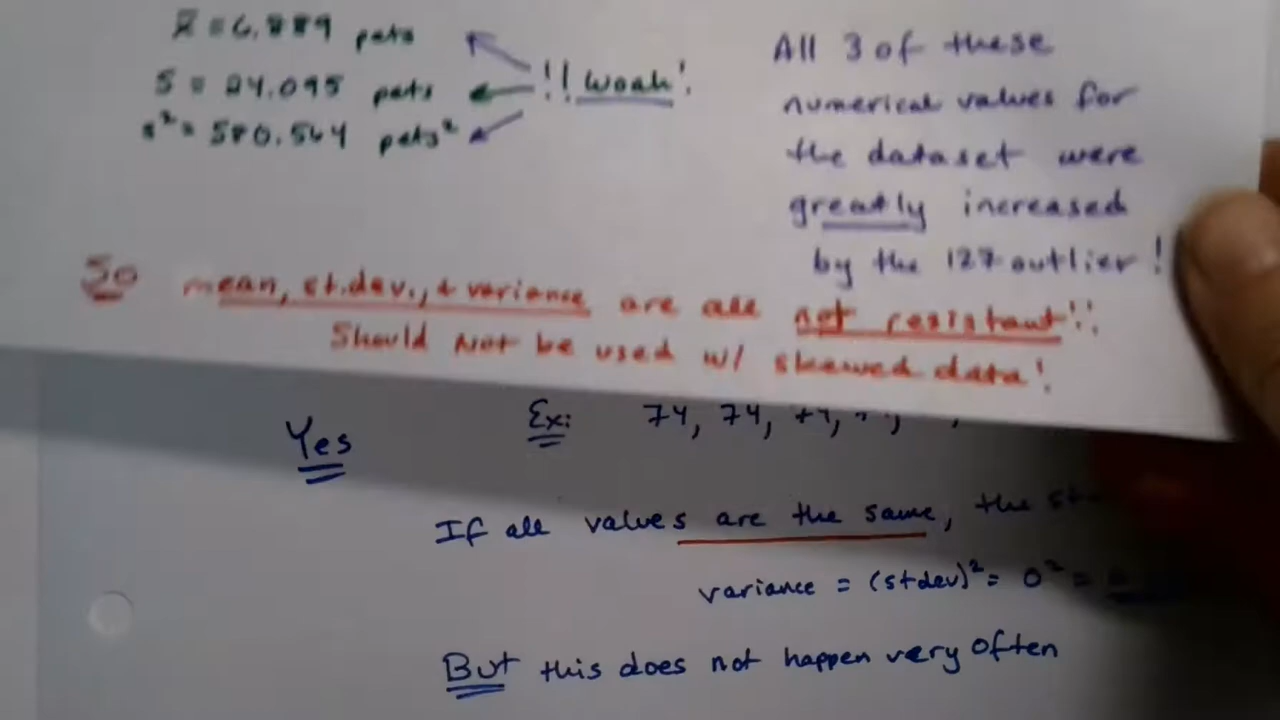 x̄ = 6.889 pets
S = 24.095 pets
s² = 580.564 pets²
!! Woah!
All 3 of these
numerical values for
the dataset were
greatly increased
by the 127 outlier!
So mean, st.dev., + variance are all not resistant!!
Should Not be used w/ skewed data!
Yes
Ex: 74, 74, 74,
If all values are the same, the
variance = (stdev)² = 0² =
But this does not happen very often